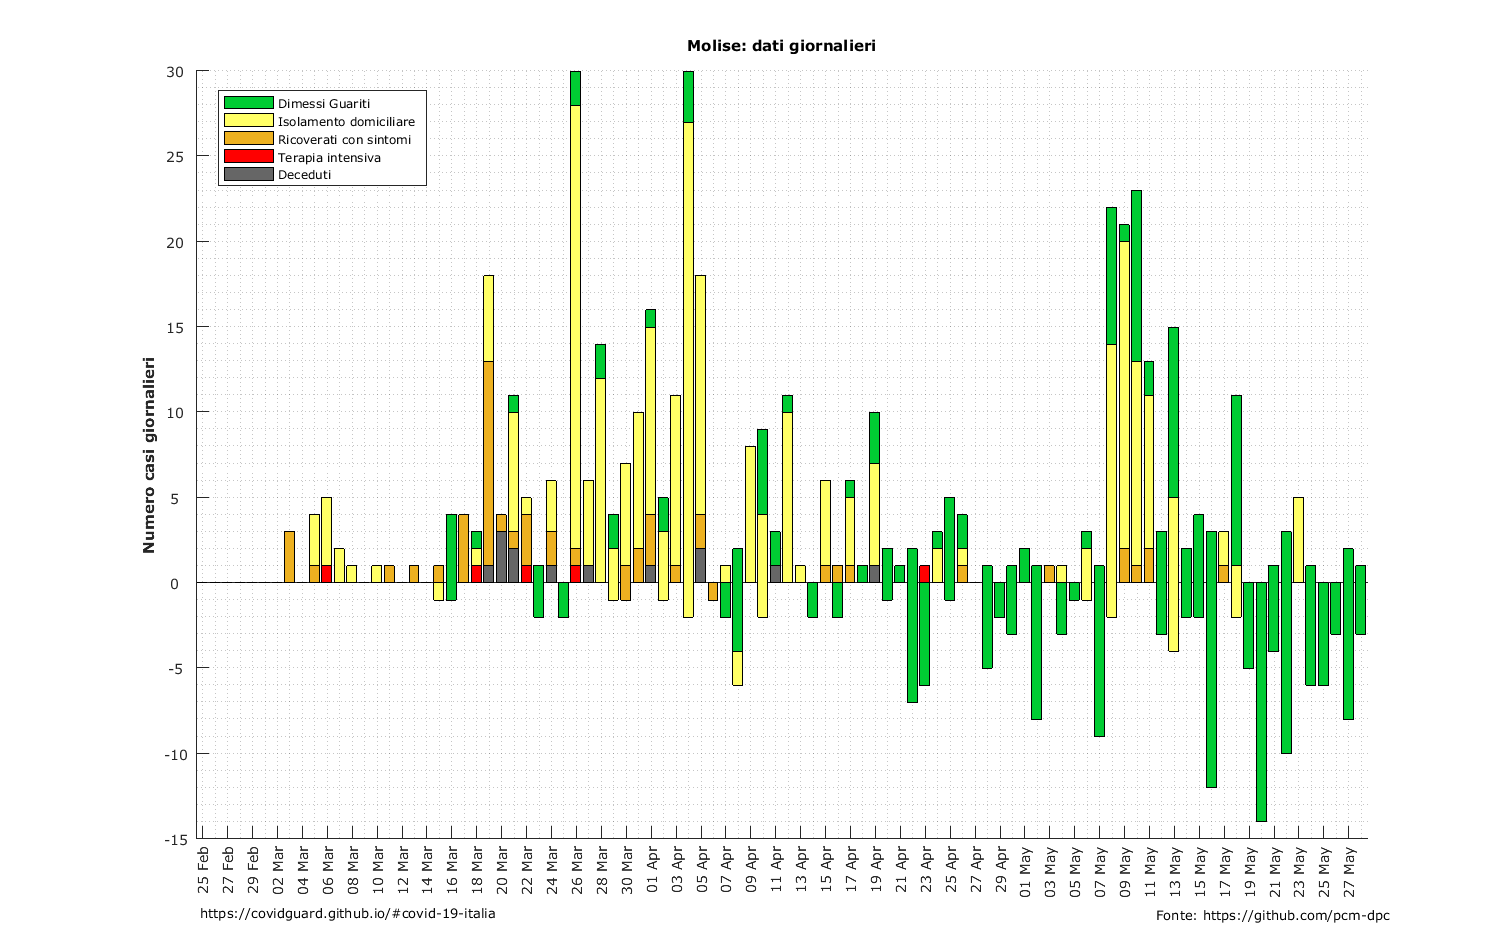 Molise: dati giornalieri
30
25
20
15
10
5
0
-5
-10
-15
Numero casi giornalieri
Dimessi Guariti
Isolamento domiciliare
Ricoverati con sintomi
Terapia intensiva
Deceduti
25 Feb
27 Feb
29 Feb
02 Mar
04 Mar
06 Mar
08 Mar
10 Mar
12 Mar
14 Mar
16 Mar
18 Mar
20 Mar
22 Mar
24 Mar
26 Mar
28 Mar
30 Mar
01 Apr
03 Apr
05 Apr
07 Apr
09 Apr
11 Apr
13 Apr
15 Apr
17 Apr
19 Apr
21 Apr
23 Apr
25 Apr
27 Apr
29 Apr
01 May
03 May
05 May
07 May
09 May
11 May
13 May
15 May
17 May
19 May
21 May
23 May
25 May
27 May
https://covidguard.github.io/#covid-19-italia
Fonte: https://github.com/pcm-dpc